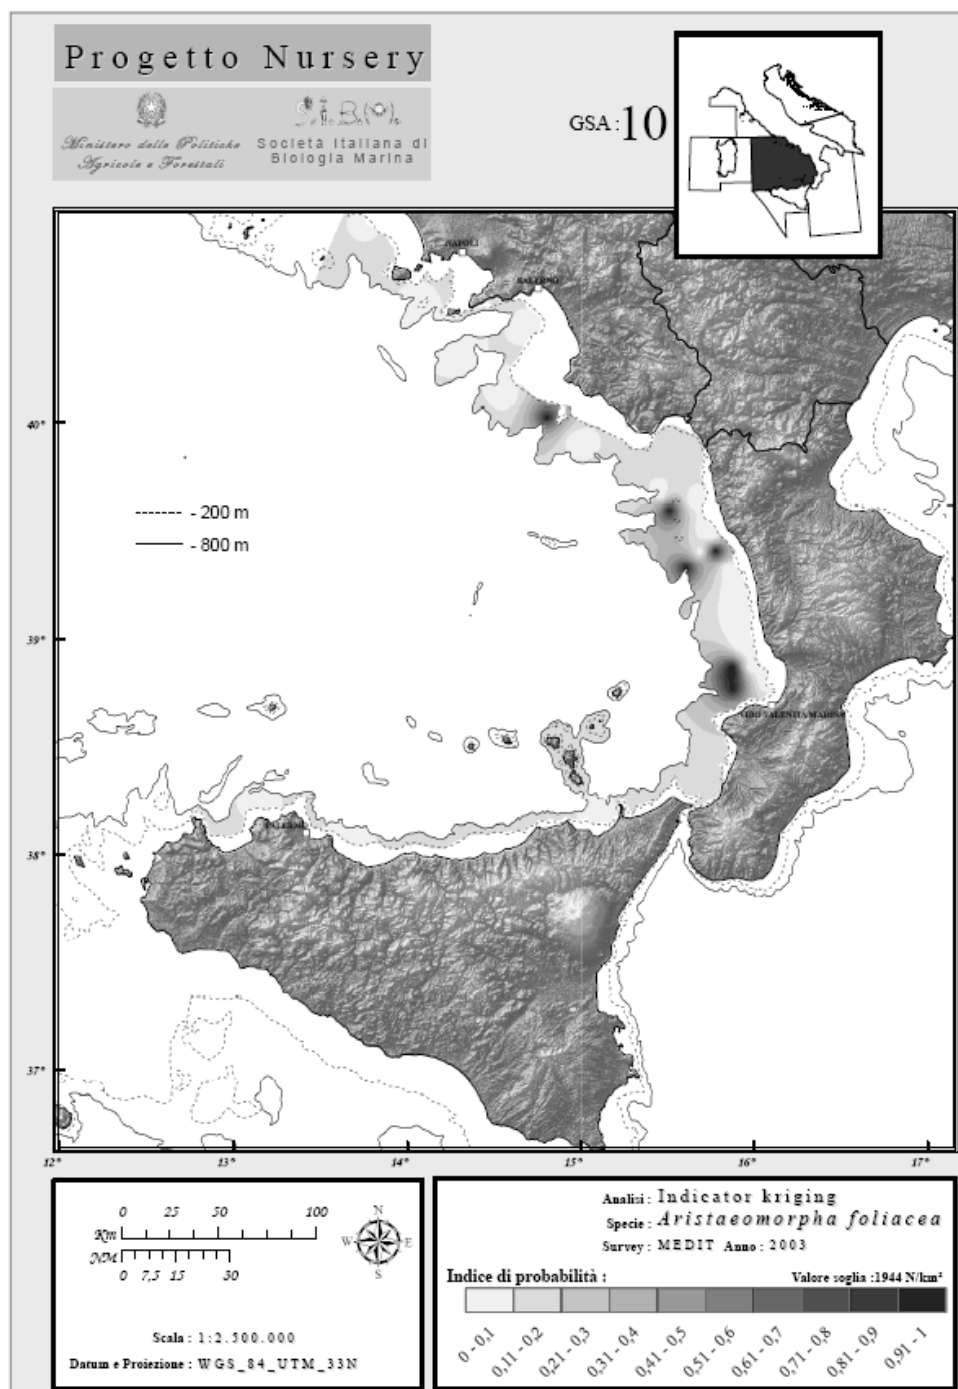 Progetto Nursery
Ministero delle Politiche
Agricole e Forestali
S.I.B.M.
Società Italiana di
Biologia Marina
GSA : 10
NAPOLI
SALERNO
40°
- 200 m
- 800 m
39°
VIBO VALENTIA MARINA
PALERMO
38°
37°
12° 13° 14° 15° 16° 17°
0 25 50 100
Km
NM
0 7,5 15 30
N
W E
S
Scala : 1:2.500.000
Datum e Proiezione : WGS_84_UTM_33N
Analisi : Indicator kriging
Specie : Aristaeomorpha foliacea
Survey : MEDIT Anno : 2003
Indice di probabilità : Valore soglia :1944 N/km²
0 - 0,1 0,11 - 0,2 0,21 - 0,3 0,31 - 0,4 0,41 - 0,5 0,51 - 0,6 0,61 - 0,7 0,71 - 0,8 0,81 - 0,9 0,91 - 1